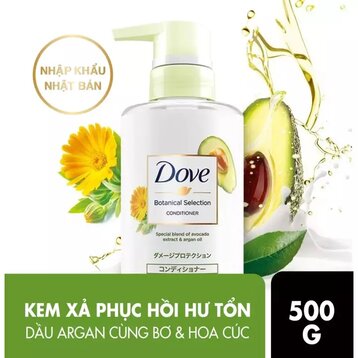 NHẬP KHẨU
NHẬT BẢN
Dove
Botanical Selection
CONDITIONER
Special blend of avocado
extract & argan oil
ダメージプロテクション
コンディショナー
KEM XẢ PHỤC HỒI HƯ TỔN
DẦU ARGAN CÙNG BƠ & HOA CÚC
500
G